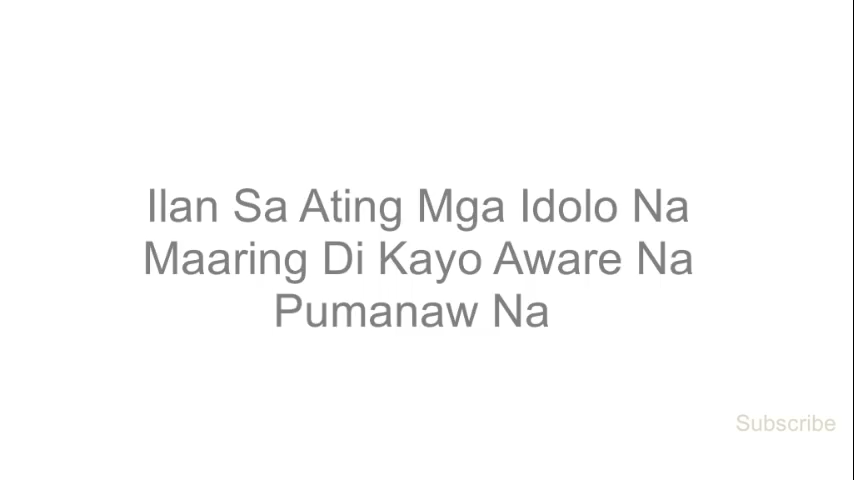 Ilan Sa Ating Mga Idolo Na
Maaring Di Kayo Aware Na
Pumanaw Na
Subscribe